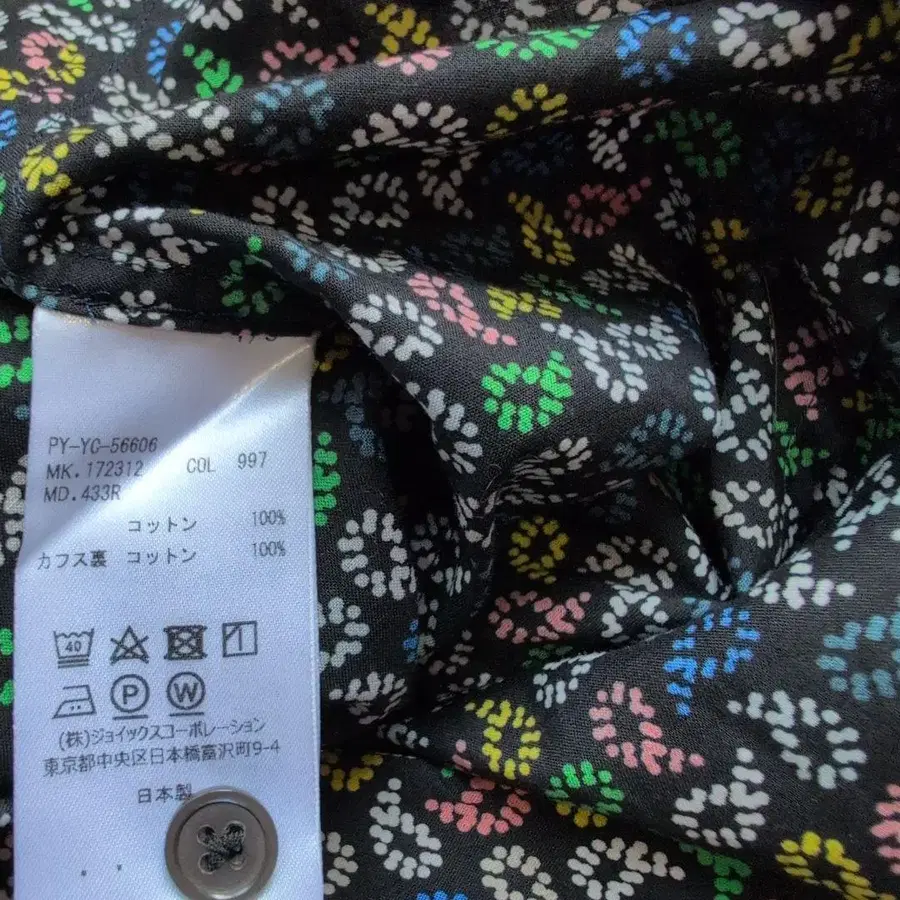 PY-YC-56606
MK.172312 COL 997
MD.433R
コットン 100%
カフス裏 コットン 100%
40
P W
(株)ジョイックスコーポレーション
東京都中央区日本橋富沢町9-4
日本製